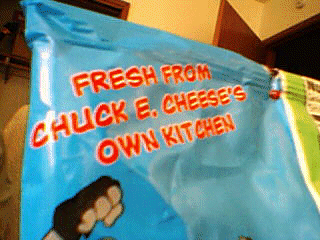 FRESH FROM
CHUCK E. CHEESE'S
OWN KITCHEN